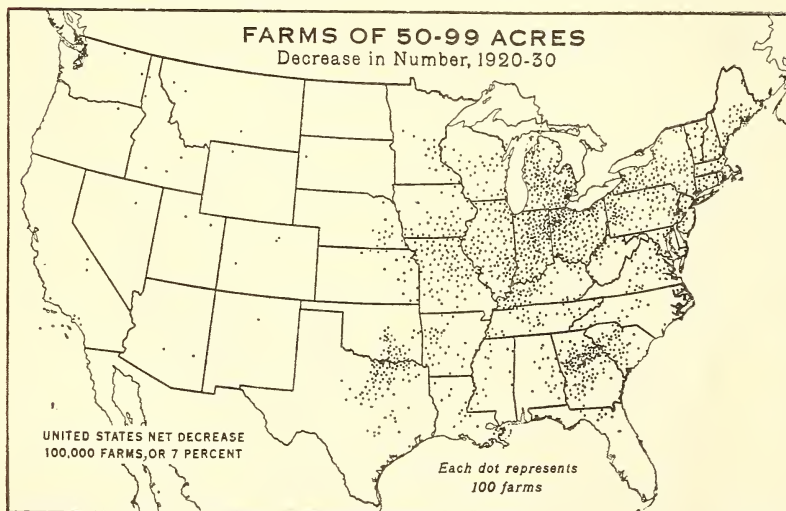 FARMS OF 50-99 ACRES
Decrease in Number, 1920-30
UNITED STATES NET DECREASE
100,000 FARMS, OR 7 PERCENT
Each dot represents
100 farms